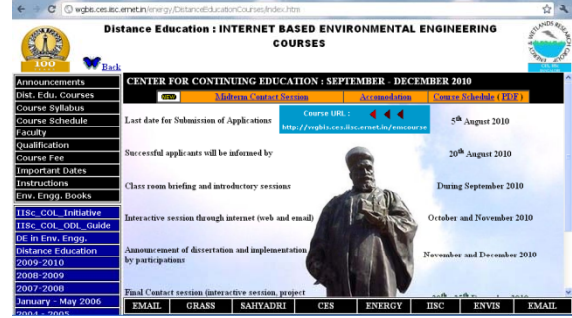 wgbis.ces.iisc.ernet.in/energy/DistanceEducationCourses/index.htm
Distance Education : INTERNET BASED ENVIRONMENTAL ENGINEERING
COURSES
100
Back
CES, IISc
Announcements
Dist. Edu. Courses
Course Syllabus
Course Schedule
Faculty
Qualification
Course Fee
Important Dates
Instructions
Env. Engg. Books
IISc_COL_Initiative
IISc_COL_ODL_Guide
DE in Env. Engg.
Distance Education
2009-2010
2008-2009
2007-2008
January - May 2006
2004 - 2005
CENTER FOR CONTINUING EDUCATION : SEPTEMBER - DECEMBER 2010
NEW Midterm Contact Session Accomodation Course Schedule ( PDF )
Course URL :
http://wgbis.ces.iisc.ernet.in/emcourse
Last date for Submission of Applications 5th August 2010
Successful applicants will be informed by 20th August 2010
Class room briefing and introductory sessions During September 2010
Interactive session through internet (web and email) October and November 2010
Announcement of dissertation and implementation
by participations November and December 2010
Final Contact session (interactive session, project
EMAIL GRASS SAHYADRI CES ENERGY IISC ENVIS EMAIL